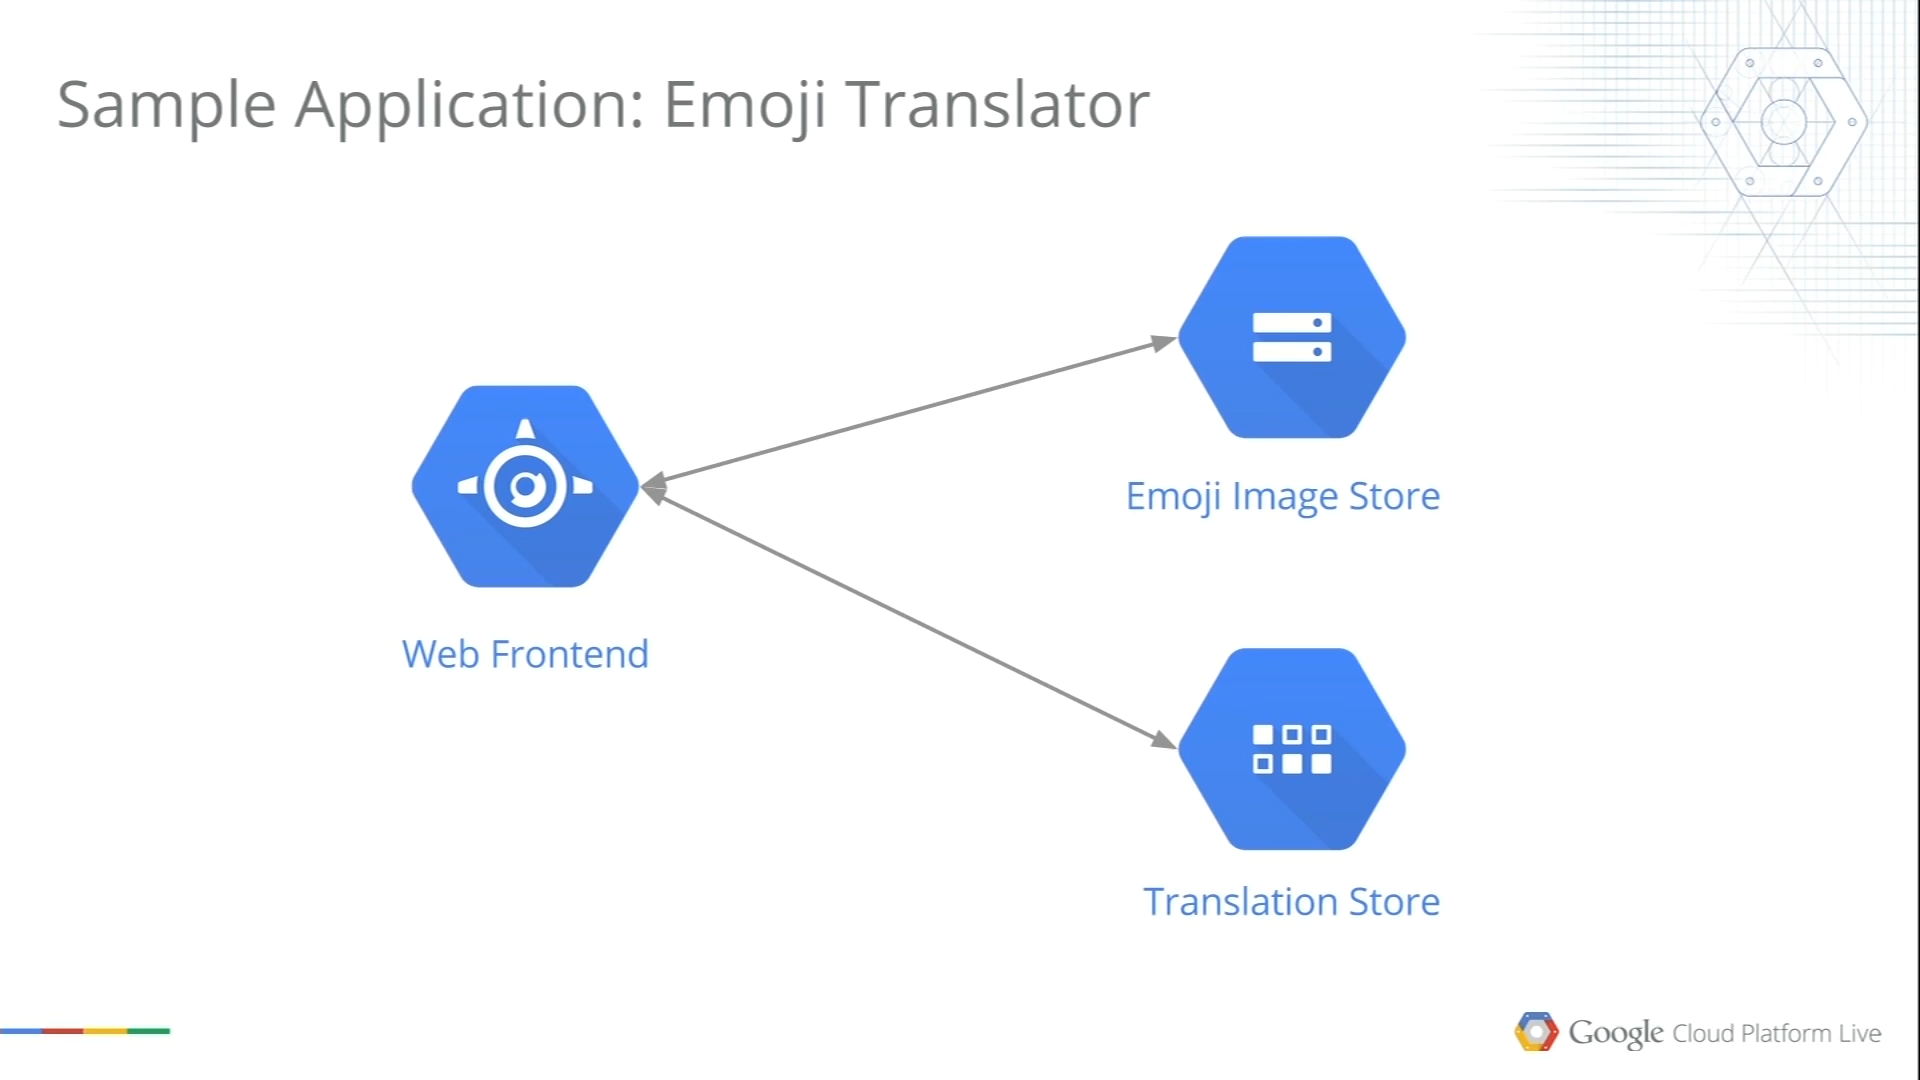 Sample Application: Emoji Translator
Emoji Image Store
Web Frontend
Translation Store
Google Cloud Platform Live